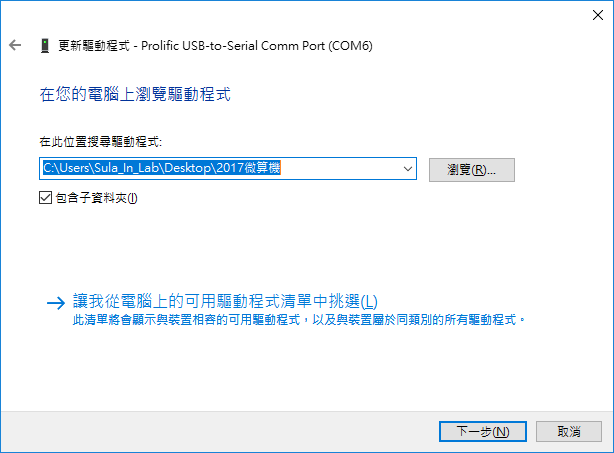 更新驅動程式 - Prolific USB-to-Serial Comm Port (COM6)
在您的電腦上瀏覽驅動程式
在此位置搜尋驅動程式:
C:\Users\Sula_In_Lab\Desktop\2017微算機
瀏覽(R)...
包含子資料夾(I)
讓我從電腦上的可用驅動程式清單中挑選(L)
此清單將會顯示與裝置相容的可用驅動程式，以及與裝置屬於同類別的所有驅動程式。
下一步(N)
取消